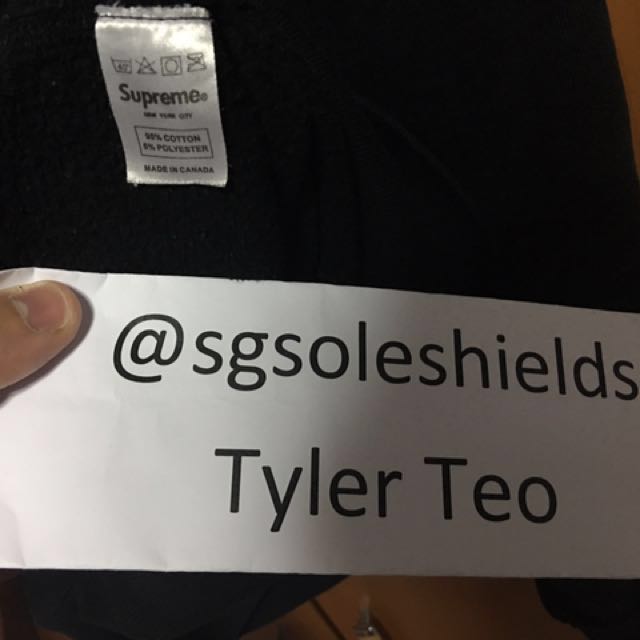 Supreme®
NEW YORK CITY
95% COTTON
5% POLYESTER
MADE IN CANADA
@sgsoleshields
Tyler Teo